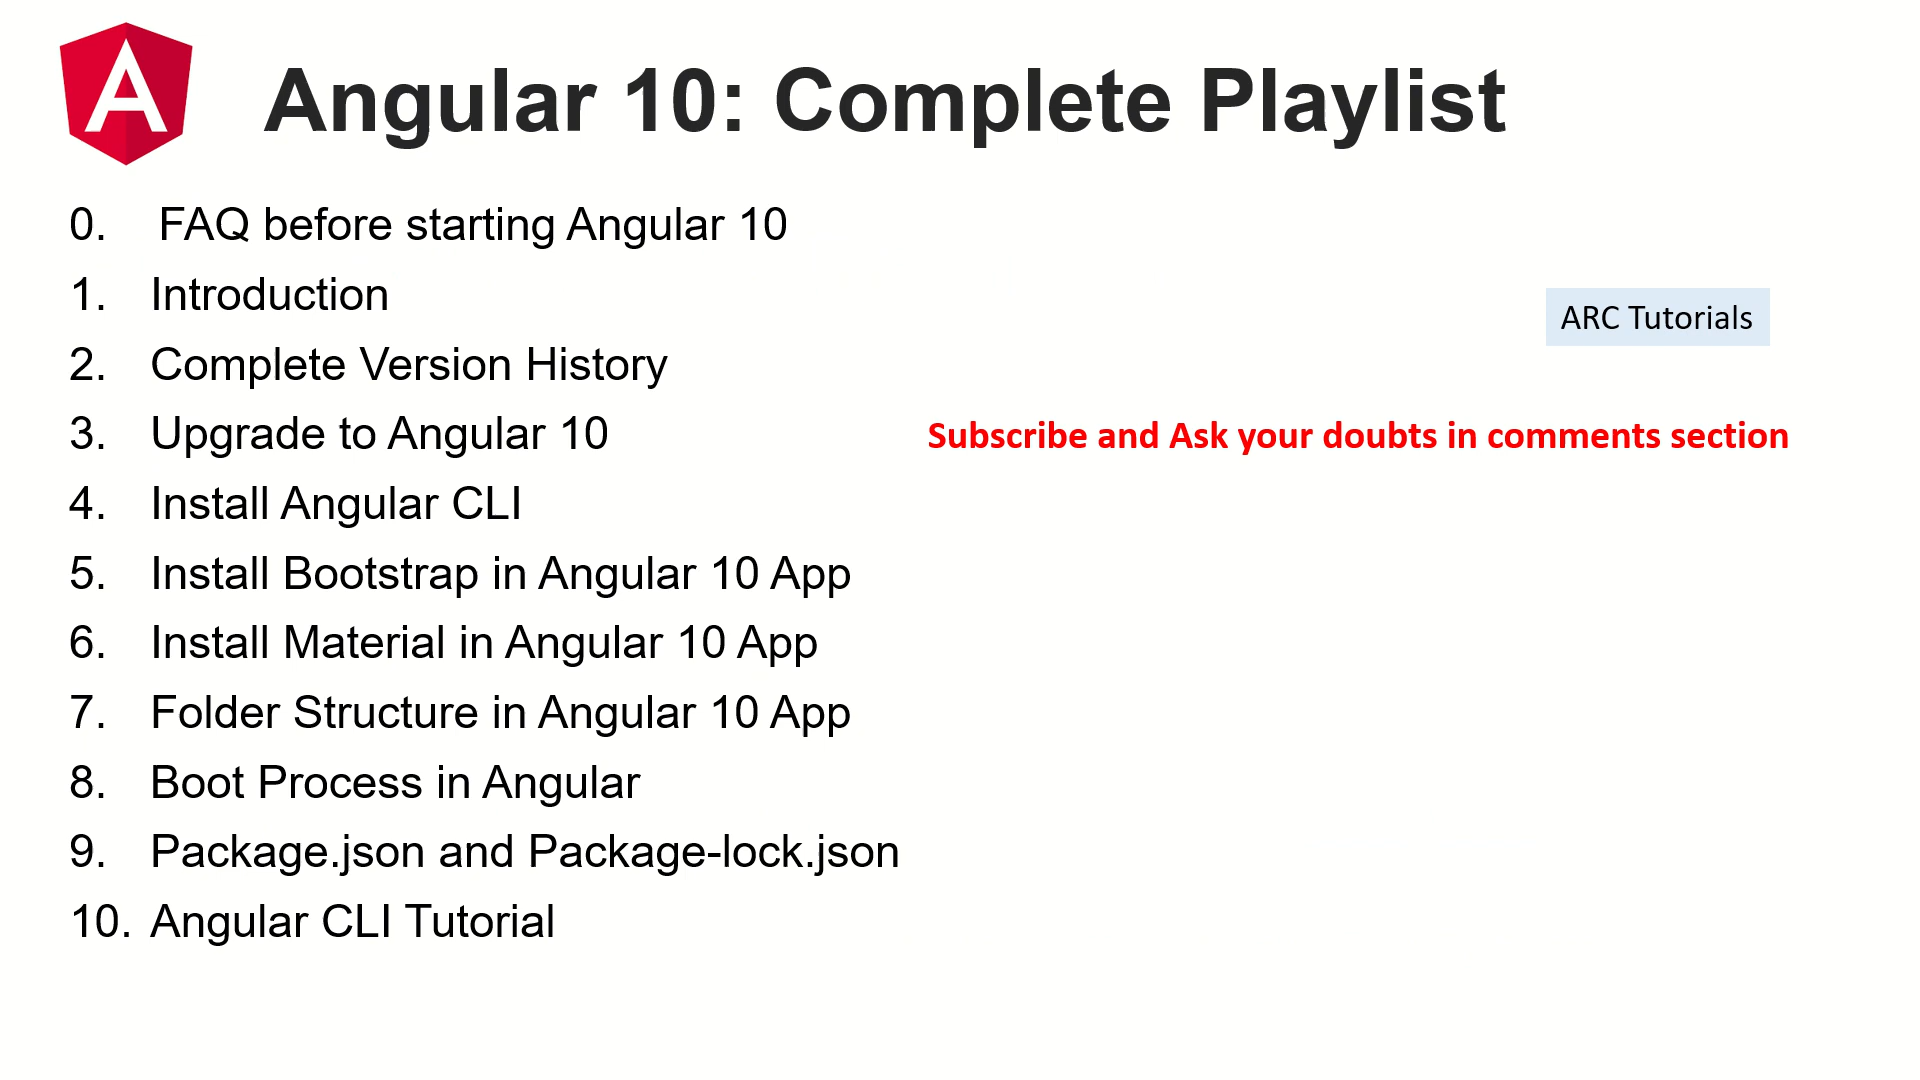 Angular 10: Complete Playlist
0. FAQ before starting Angular 10
1. Introduction
2. Complete Version History
3. Upgrade to Angular 10
4. Install Angular CLI
5. Install Bootstrap in Angular 10 App
6. Install Material in Angular 10 App
7. Folder Structure in Angular 10 App
8. Boot Process in Angular
9. Package.json and Package-lock.json
10. Angular CLI Tutorial
ARC Tutorials
Subscribe and Ask your doubts in comments section